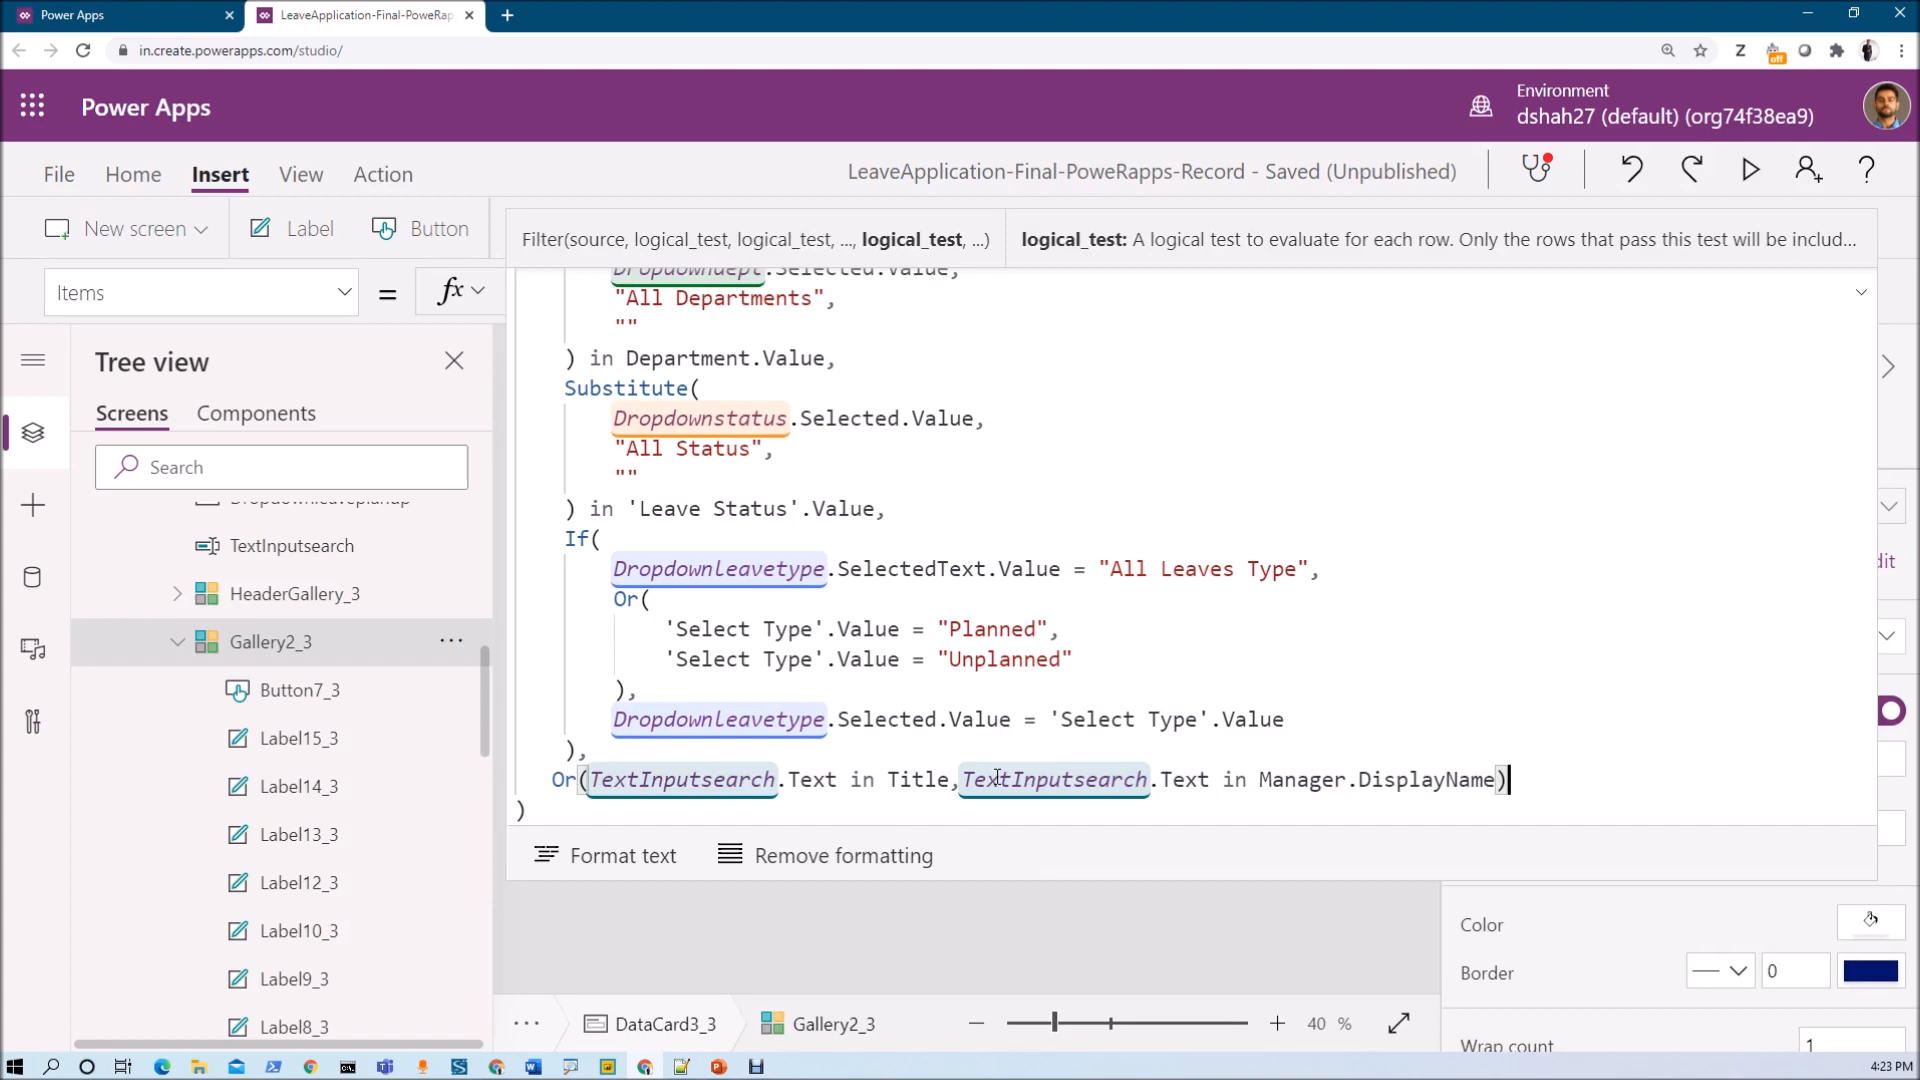 Power Apps
LeaveApplication-Final-PoweRap
in.create.powerapps.com/studio/
Z
off
Power Apps
Environment
dshah27 (default) (org74f38ea9)
File Home Insert View Action
LeaveApplication-Final-PoweRapps-Record - Saved (Unpublished)
New screen
Label
Button
Filter(source, logical_test, logical_test, ..., logical_test, ...)
logical_test: A logical test to evaluate for each row. Only the rows that pass this test will be includ...
Items
=
fx
Dropdowndept.Selected.Value,
"All Departments",
""
) in Department.Value,
Substitute(
Dropdownstatus.Selected.Value,
"All Status",
""
) in 'Leave Status'.Value,
If(
Dropdownleavetype.SelectedText.Value = "All Leaves Type",
Or(
'Select Type'.Value = "Planned",
'Select Type'.Value = "Unplanned"
),
Dropdownleavetype.Selected.Value = 'Select Type'.Value
),
Or(TextInputsearch.Text in Title,TextInputsearch.Text in Manager.DisplayName)
)
Format text
Remove formatting
Tree view
Screens
Components
Search
TextInputsearch
HeaderGallery_3
Gallery2_3
Button7_3
Label15_3
Label14_3
Label13_3
Label12_3
Label10_3
Label9_3
Label8_3
dit
Color
Border
0
Wrap count
1
DataCard3_3
Gallery2_3
40 %
4:23 PM